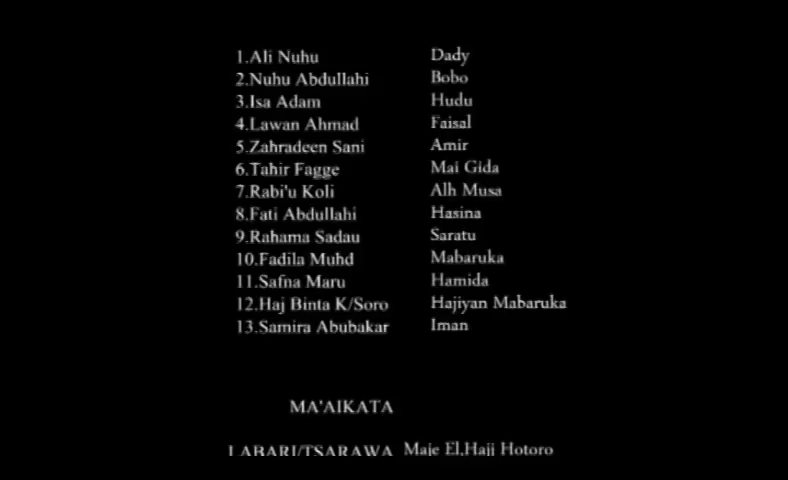 1.Ali Nuhu Dady
2.Nuhu Abdullahi Bobo
3.Isa Adam Hudu
4.Lawan Ahmad Faisal
5.Zahradeen Sani Amir
6.Tahir Fagge Mai Gida
7.Rabi'u Koli Alh Musa
8.Fati Abdullahi Hasina
9.Rahama Sadau Saratu
10.Fadila Muhd Mabaruka
11.Safna Maru Hamida
12.Haj Binta K/Soro Hajiyan Mabaruka
13.Samira Abubakar Iman
MA'AIKATA
LABARI/TSARAWA Maje El.Hajj Hotoro